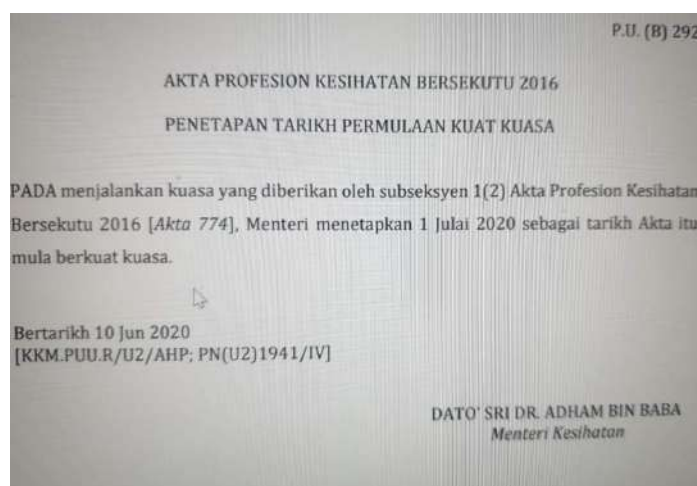 P.U. (B) 292
AKTA PROFESION KESIHATAN BERSEKUTU 2016
PENETAPAN TARIKH PERMULAAN KUAT KUASA
PADA menjalankan kuasa yang diberikan oleh subseksyen 1(2) Akta Profesion Kesihatan
Bersekutu 2016 [Akta 774], Menteri menetapkan 1 Julai 2020 sebagai tarikh Akta itu
mula berkuat kuasa.
Bertarikh 10 Jun 2020
[KKM.PUU.R/U2/AHP; PN(U2)1941/IV]
DATO' SRI DR. ADHAM BIN BABA
Menteri Kesihatan